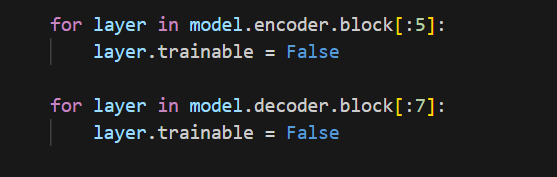 for layer in model.encoder.block[:5]:
    layer.trainable = False
for layer in model.decoder.block[:7]:
    layer.trainable = False